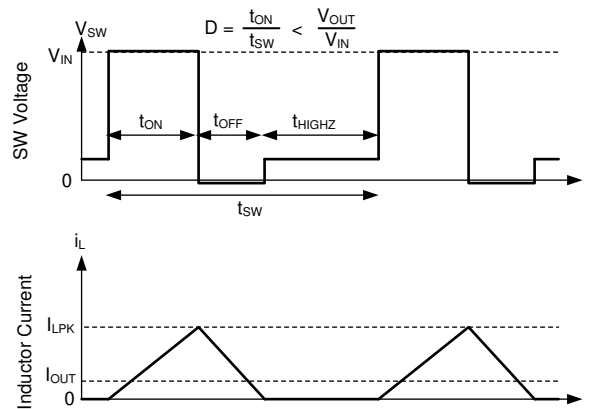 V_SW
D = t_ON / t_SW < V_OUT / V_IN
V_IN
SW Voltage
t_ON
t_OFF
t_HIGHZ
0
t_SW
i_L
Inductor Current
I_LPK
I_OUT
0